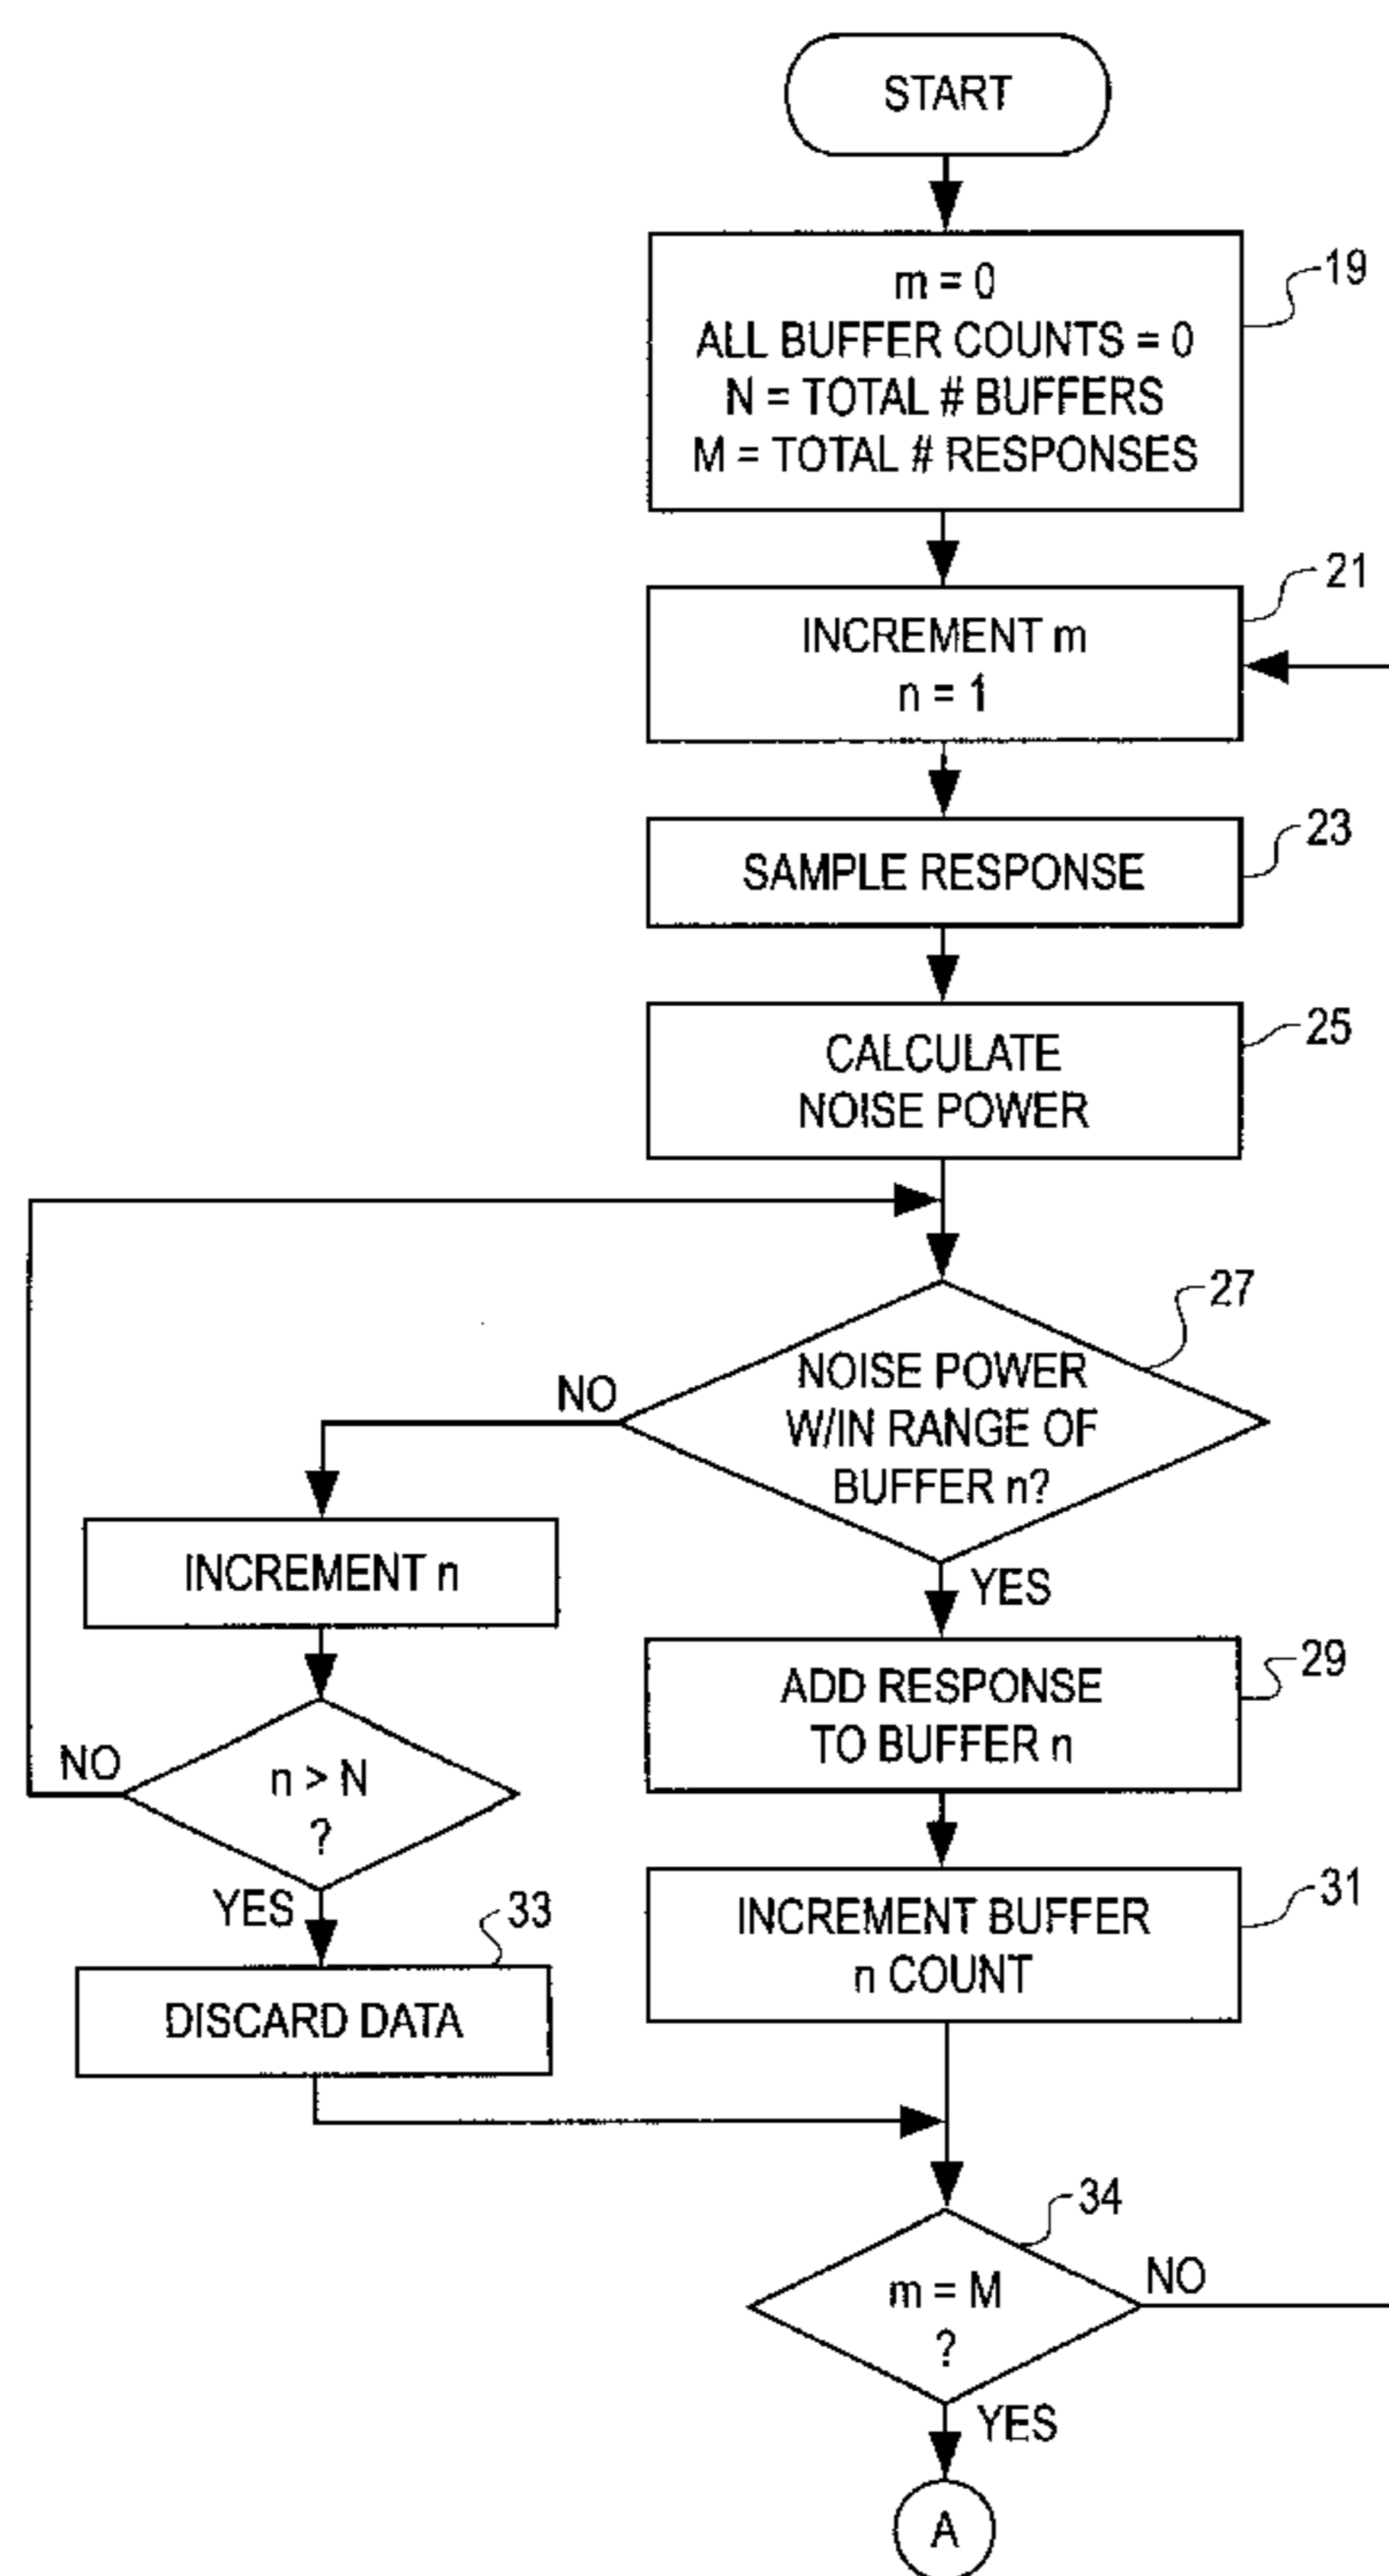 START
m = 0
ALL BUFFER COUNTS = 0
N = TOTAL # BUFFERS
M = TOTAL # RESPONSES
19
INCREMENT m
n = 1
21
SAMPLE RESPONSE
23
CALCULATE
NOISE POWER
25
NOISE POWER
W/IN RANGE OF
BUFFER n?
27
NO
YES
INCREMENT n
ADD RESPONSE
TO BUFFER n
29
n > N
?
NO
YES
INCREMENT BUFFER
n COUNT
31
DISCARD DATA
33
m = M
?
34
NO
YES
A